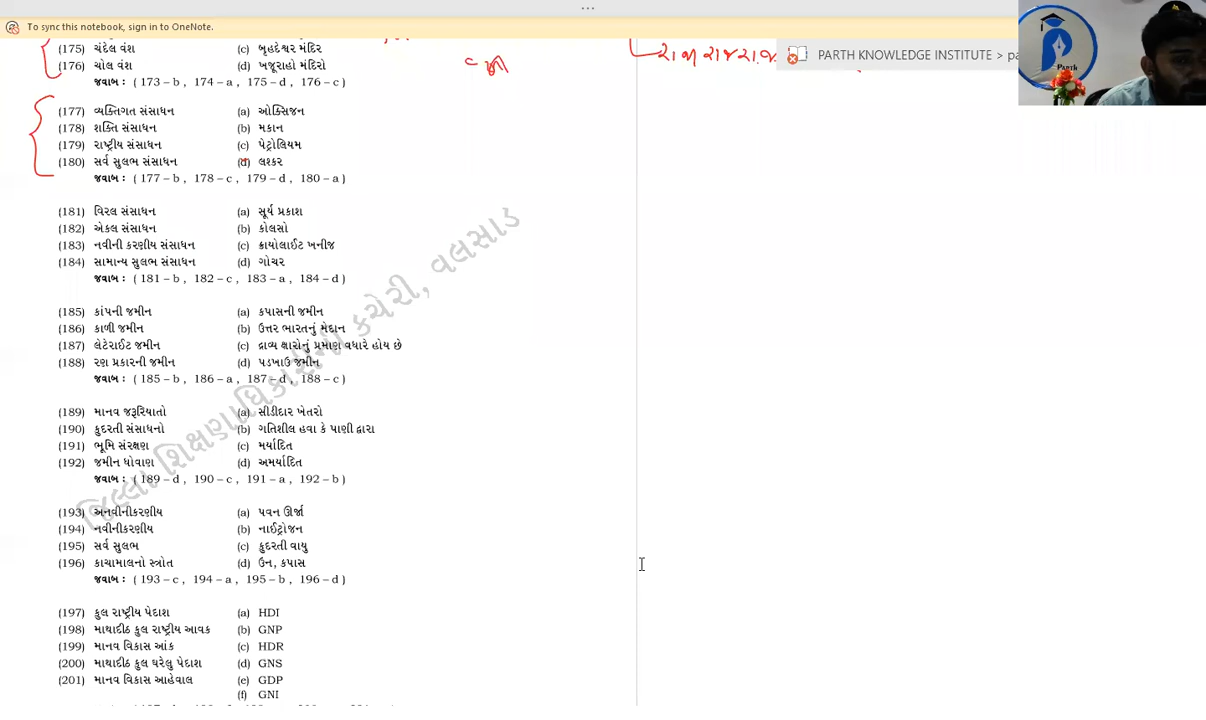 To sync this notebook, sign in to OneNote.
(175) ચંદેલ વંશ (c) બૃહદેશ્વર મંદિર
(176) ચોલ વંશ (d) ખજૂરાહો મંદિરો
જવાબ : ( 173 – b , 174 – a , 175 – d , 176 – c )
PARTH KNOWLEDGE INSTITUTE > pa
PARTH
(177) વ્યક્તિગત સંસાધન (a) ઓક્સિજન
(178) શક્તિ સંસાધન (b) મકાન
(179) રાષ્ટ્રીય સંસાધન (c) પેટ્રોલિયમ
(180) સર્વ સુલભ સંસાધન (d) લશ્કર
જવાબ : ( 177 – b , 178 – c , 179 – d , 180 – a )
(181) વિરલ સંસાધન (a) સૂર્ય પ્રકાશ
(182) એકલ સંસાધન (b) કોલસો
(183) નવીની કરણીય સંસાધન (c) ક્રાયોલાઈટ ખનીજ
(184) સામાન્ય સુલભ સંસાધન (d) ગોચર
જવાબ : ( 181 – b , 182 – c , 183 – a , 184 – d )
(185) કાંપની જમીન (a) કપાસની જમીન
(186) કાળી જમીન (b) ઉત્તર ભારતનું મેદાન
(187) લેટેરાઈટ જમીન (c) દ્રાવ્ય ક્ષારોનું પ્રમાણ વધારે હોય છે
(188) રણ પ્રકારની જમીન (d) પડખાઉ જમીન
જવાબ : ( 185 – b , 186 – a , 187 – d , 188 – c )
(189) માનવ જરૂરિયાતો (a) સીડીદાર ખેતરો
(190) કુદરતી સંસાધનો (b) ગતિશીલ હવા કે પાણી દ્વારા
(191) ભૂમિ સંરક્ષણ (c) મર્યાદિત
(192) જમીન ધોવાણ (d) અમર્યાદિત
જવાબ : ( 189 – d , 190 – c , 191 – a , 192 – b )
(193) અનવીનીકરણીય (a) પવન ઊર્જા
(194) નવીનીકરણીય (b) નાઈટ્રોજન
(195) સર્વ સુલભ (c) કુદરતી વાયુ
(196) કાચામાલનો સ્ત્રોત (d) ઉન, કપાસ
જવાબ : ( 193 – c , 194 – a , 195 – b , 196 – d )
(197) કુલ રાષ્ટ્રીય પેદાશ (a) HDI
(198) માથાદીઠ કુલ રાષ્ટ્રીય આવક (b) GNP
(199) માનવ વિકાસ આંક (c) HDR
(200) માથાદીઠ કુલ ઘરેલુ પેદાશ (d) GNS
(201) માનવ વિકાસ આહેવાલ (e) GDP
(f) GNI
જિલ્લા શિક્ષણાધિકારીની કચેરી, વલસાડ